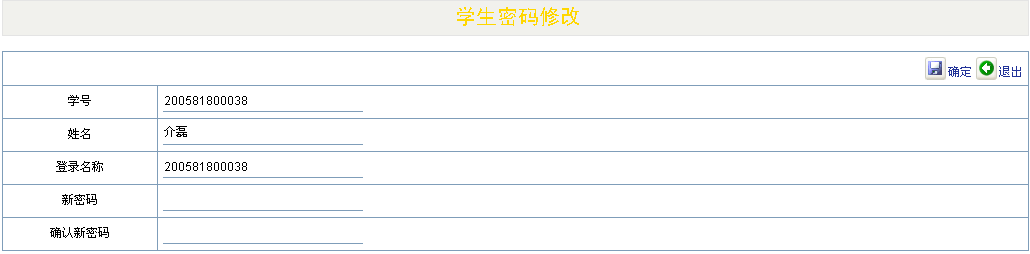 学生密码修改
确定 退出
学号 200581800038
姓名 介磊
登录名称 200581800038
新密码
确认新密码